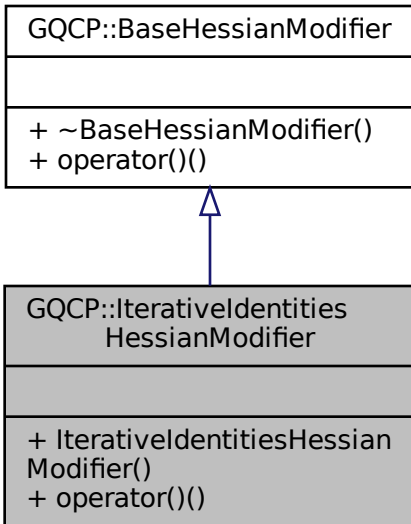 GQCP::BaseHessianModifier
+ ~BaseHessianModifier()
+ operator()()
GQCP::IterativeIdentities
HessianModifier
+ IterativeIdentitiesHessian
Modifier()
+ operator()()